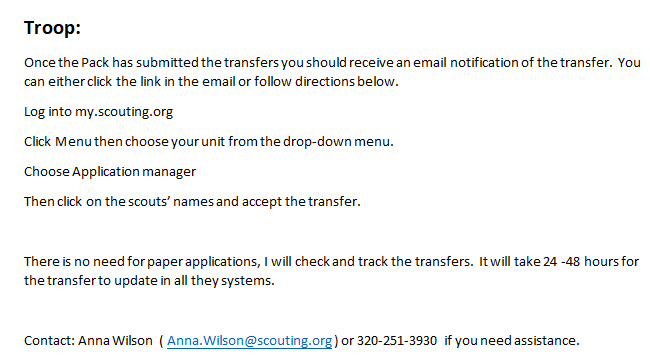 Troop:
Once the Pack has submitted the transfers you should receive an email notification of the transfer. You
can either click the link in the email or follow directions below.
Log into my.scouting.org
Click Menu then choose your unit from the drop-down menu.
Choose Application manager
Then click on the scouts’ names and accept the transfer.
There is no need for paper applications, I will check and track the transfers. It will take 24 -48 hours for
the transfer to update in all they systems.
Contact: Anna Wilson ( Anna.Wilson@scouting.org) or 320-251-3930 if you need assistance.